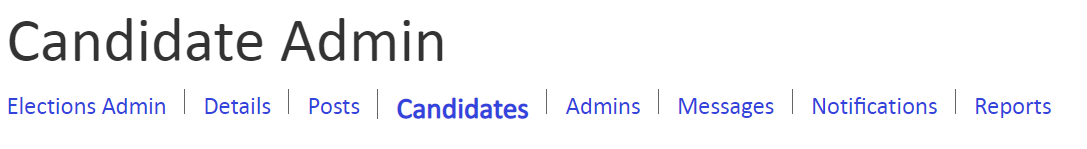 Candidate Admin
Elections Admin | Details | Posts | Candidates | Admins | Messages | Notifications | Reports